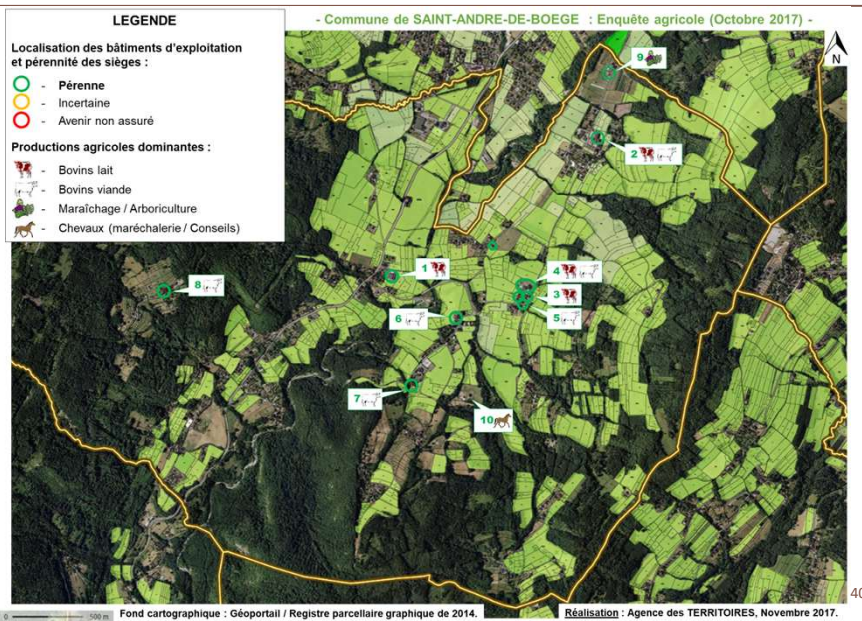 LEGENDE
Localisation des bâtiments d'exploitation
et pérennité des sièges :
- Pérenne
- Incertaine
- Avenir non assuré
Productions agricoles dominantes :
- Bovins lait
- Bovins viande
- Maraîchage / Arboriculture
- Chevaux (maréchalerie / Conseils)
- Commune de SAINT-ANDRE-DE-BOEGE : Enquête agricole (Octobre 2017) -
N
9
2
1
4
8
3
6
5
7
10
0 500 m
Fond cartographique : Géoportail / Registre parcellaire graphique de 2014.
Réalisation : Agence des TERRITOIRES, Novembre 2017.
40